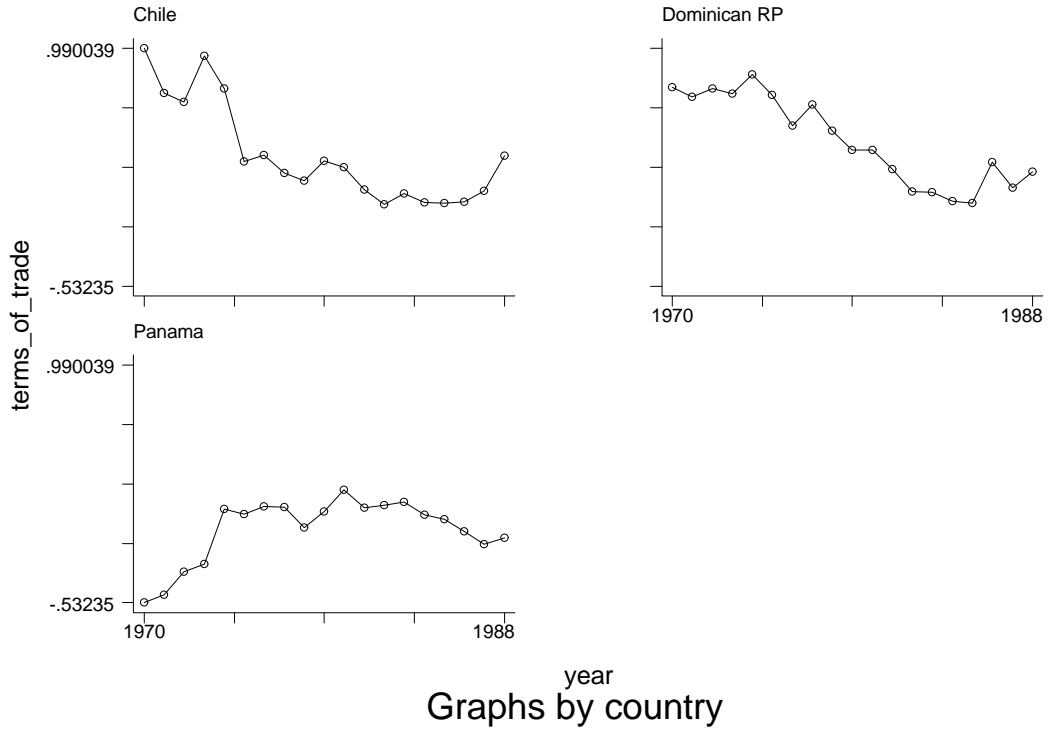 Chile
Dominican RP
.990039
-.53235
1970
1988
Panama
.990039
-.53235
1970
1988
terms_of_trade
year
Graphs by country